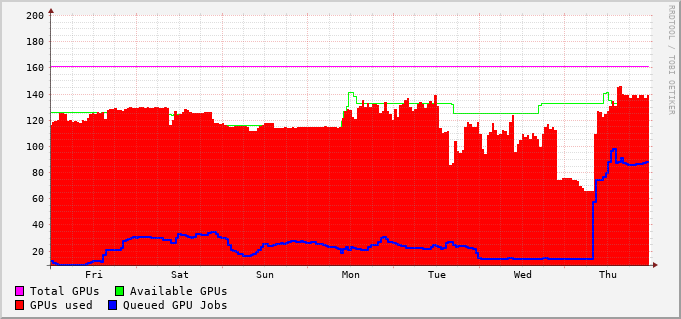 200
180
160
140
120
100
80
60
40
20
Fri Sat Sun Mon Tue Wed Thu
RRDTOOL / TOBI OETIKER
Total GPUs Available GPUs
GPUs used Queued GPU Jobs